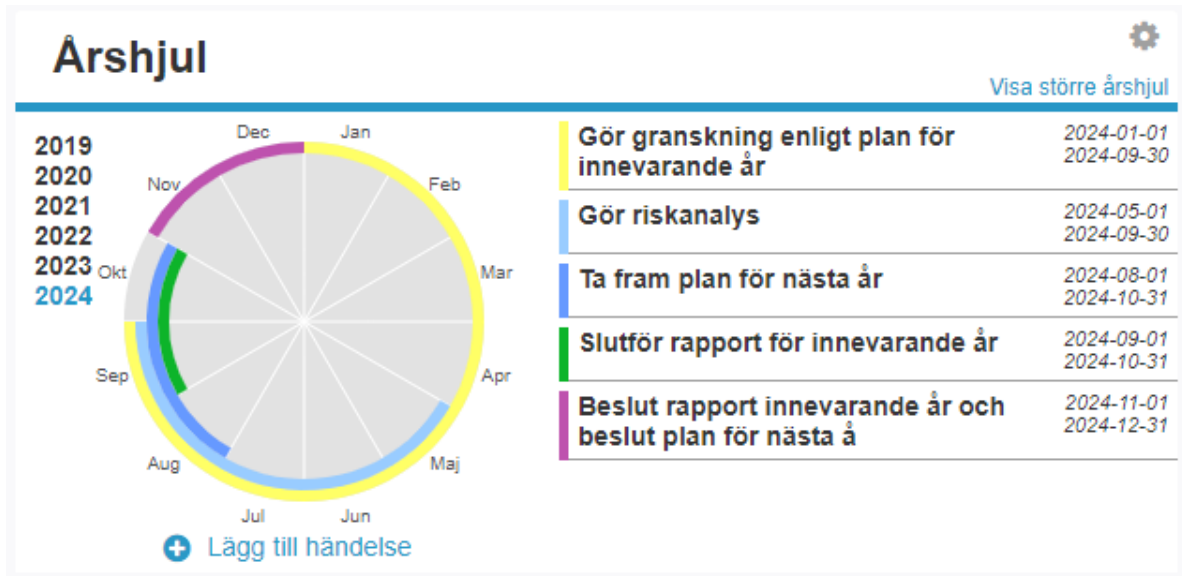 Årshjul
Visa större årshjul
2019
2020
2021
2022
2023
2024
Dec
Jan
Nov
Feb
Okt
Mar
Sep
Apr
Aug
Maj
Jul
Jun
Lägg till händelse
Gör granskning enligt plan för
innevarande år
2024-01-01
2024-09-30
Gör riskanalys
2024-05-01
2024-09-30
Ta fram plan för nästa år
2024-08-01
2024-10-31
Slutför rapport för innevarande år
2024-09-01
2024-10-31
Beslut rapport innevarande år och
beslut plan för nästa å
2024-11-01
2024-12-31